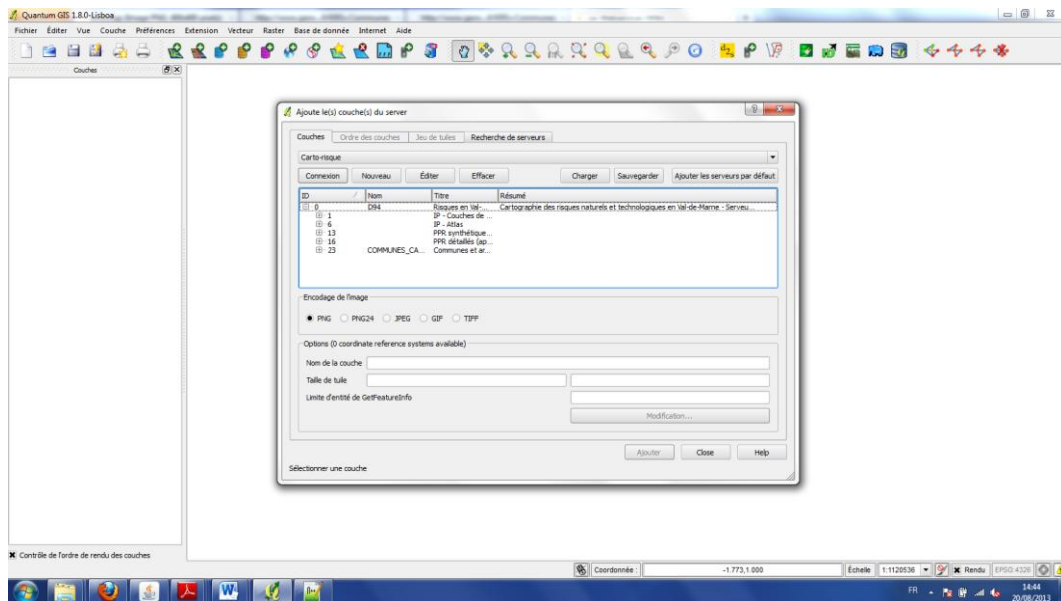 Quantum GIS 1.8.0-Lisboa
Fichier Éditer Vue Couche Préférences Extension Vecteur Raster Base de donnée Internet Aide
Couches
Ajoute le(s) couche(s) du server
Couches Ordre des couches Jeu de tuiles Recherche de serveurs
Carto-risque
Connexion Nouveau Éditer Effacer Charger Sauvegarder Ajouter les serveurs par défaut
ID Nom Titre Résumé
0 D94 Risques en Val-... Cartographie des risques naturels et technologiques en Val-de-Marne - Serveu...
1 IP - Couches de ...
6 IP - Atlas
13 PPR synthétique...
16 PPR détaillés (ap...
23 COMMUNES_CA... Communes et ar...
Encodage de l'image
PNG PNG24 JPEG GIF TIFF
Options (0 coordinate reference systems available)
Nom de la couche
Taille de tuile
Limite d'entité de GetFeatureInfo
Modification...
Ajouter Close Help
Sélectionner une couche
Contrôle de l'ordre de rendu des couches
Coordonnée : -1.773,1.000 Échelle 1:1120536 Rendu EPSG:4326
FR 14:44
20/08/2013